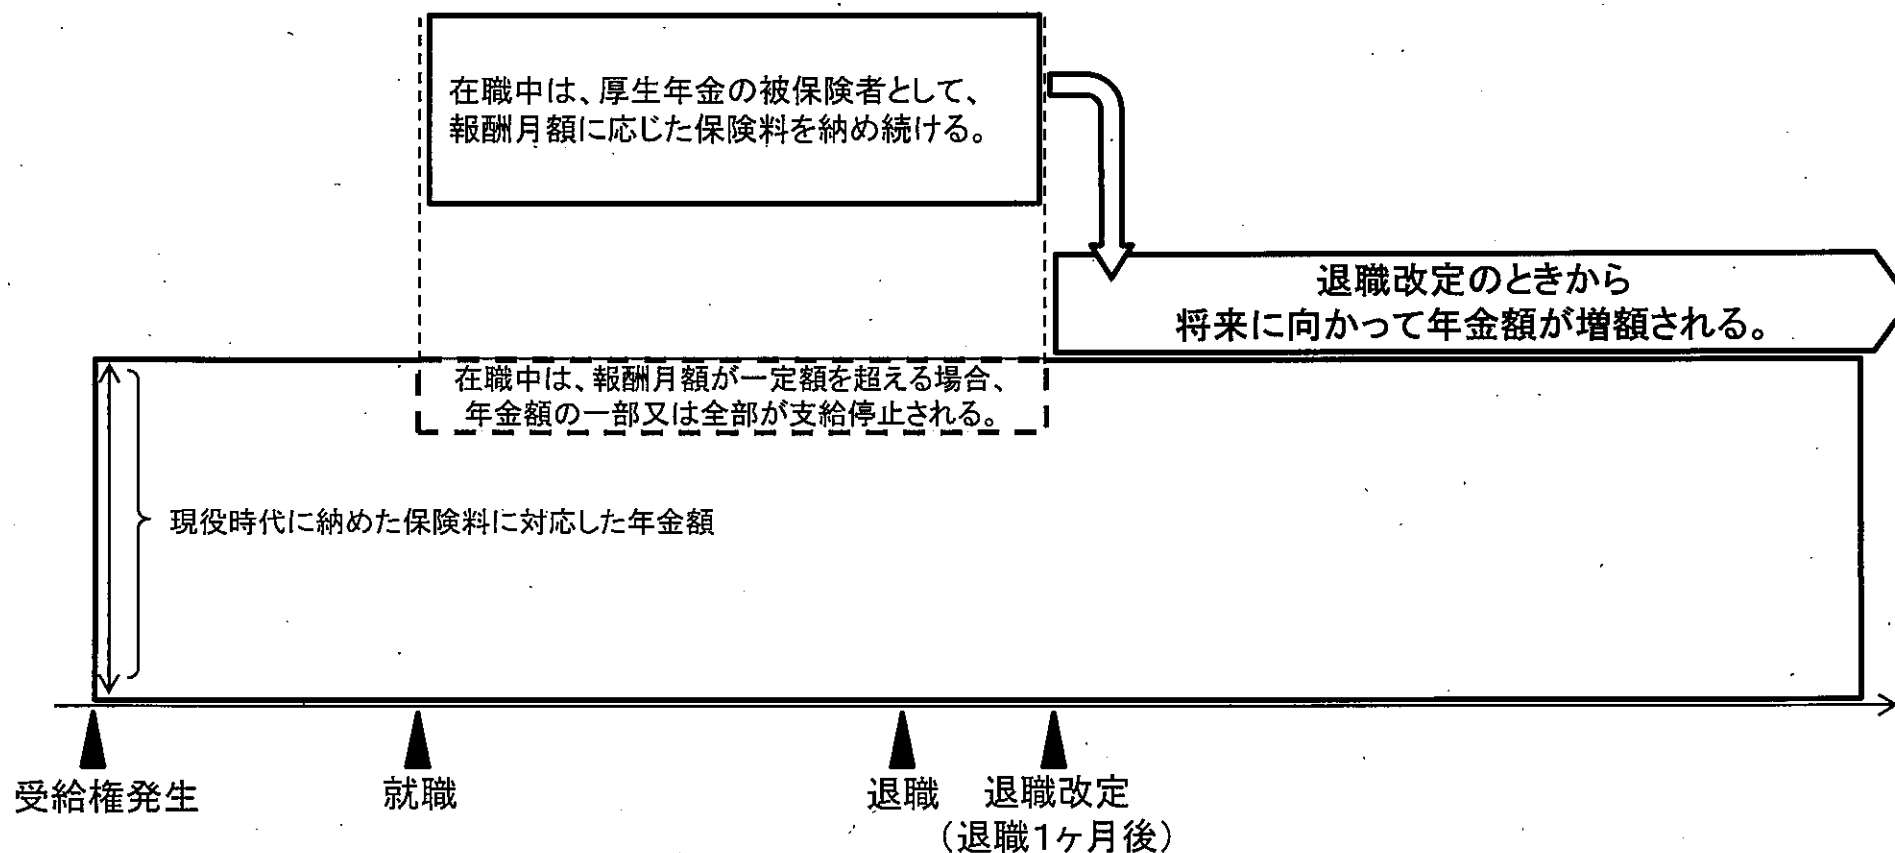 在職中は、厚生年金の被保険者として、
報酬月額に応じた保険料を納め続ける。
退職改定のときから
将来に向かって年金額が増額される。
在職中は、報酬月額が一定額を超える場合、
年金額の一部又は全部が支給停止される。
現役時代に納めた保険料に対応した年金額
受給権発生
就職
退職
退職改定
（退職1ヶ月後）